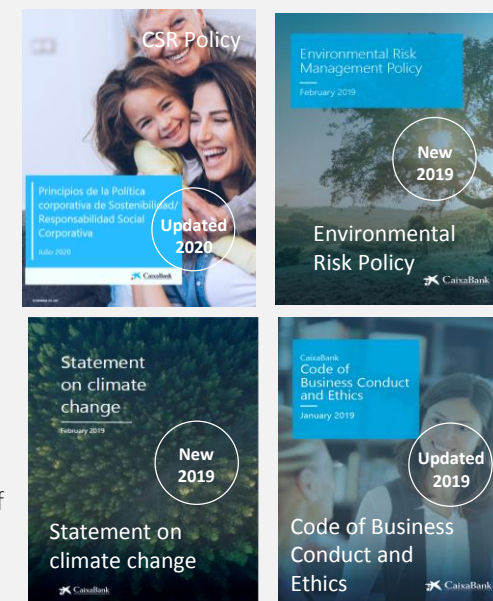 CSR Policy
Principios de la Política
corporativa de Sostenibilidad/
Responsabilidad Social
Corporativa
Julio 2020
Updated
2020
CaixaBank
Environmental Risk
Management Policy
February 2019
New
2019
Environmental
Risk Policy
CaixaBank
Statement
on climate
change
February 2019
New
2019
Statement on
climate change
CaixaBank
f
CaixaBank
Code of
Business Conduct
and Ethics
January 2019
Updated
2019
Code of Business
Conduct and
Ethics
CaixaBank